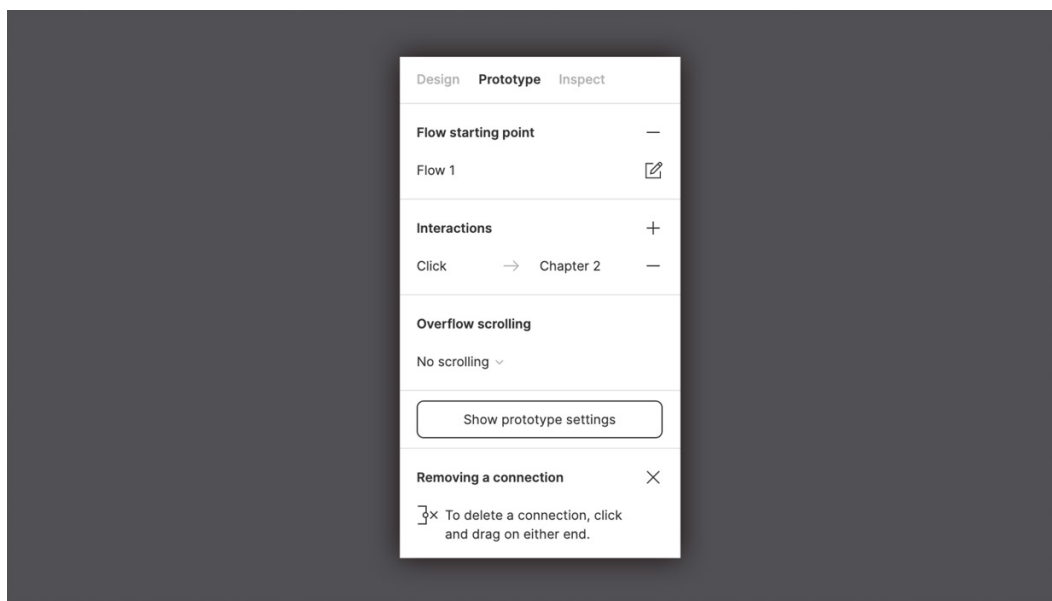 Design Prototype Inspect
Flow starting point
Flow 1
Interactions
Click → Chapter 2
Overflow scrolling
No scrolling
Show prototype settings
Removing a connection
To delete a connection, click
and drag on either end.